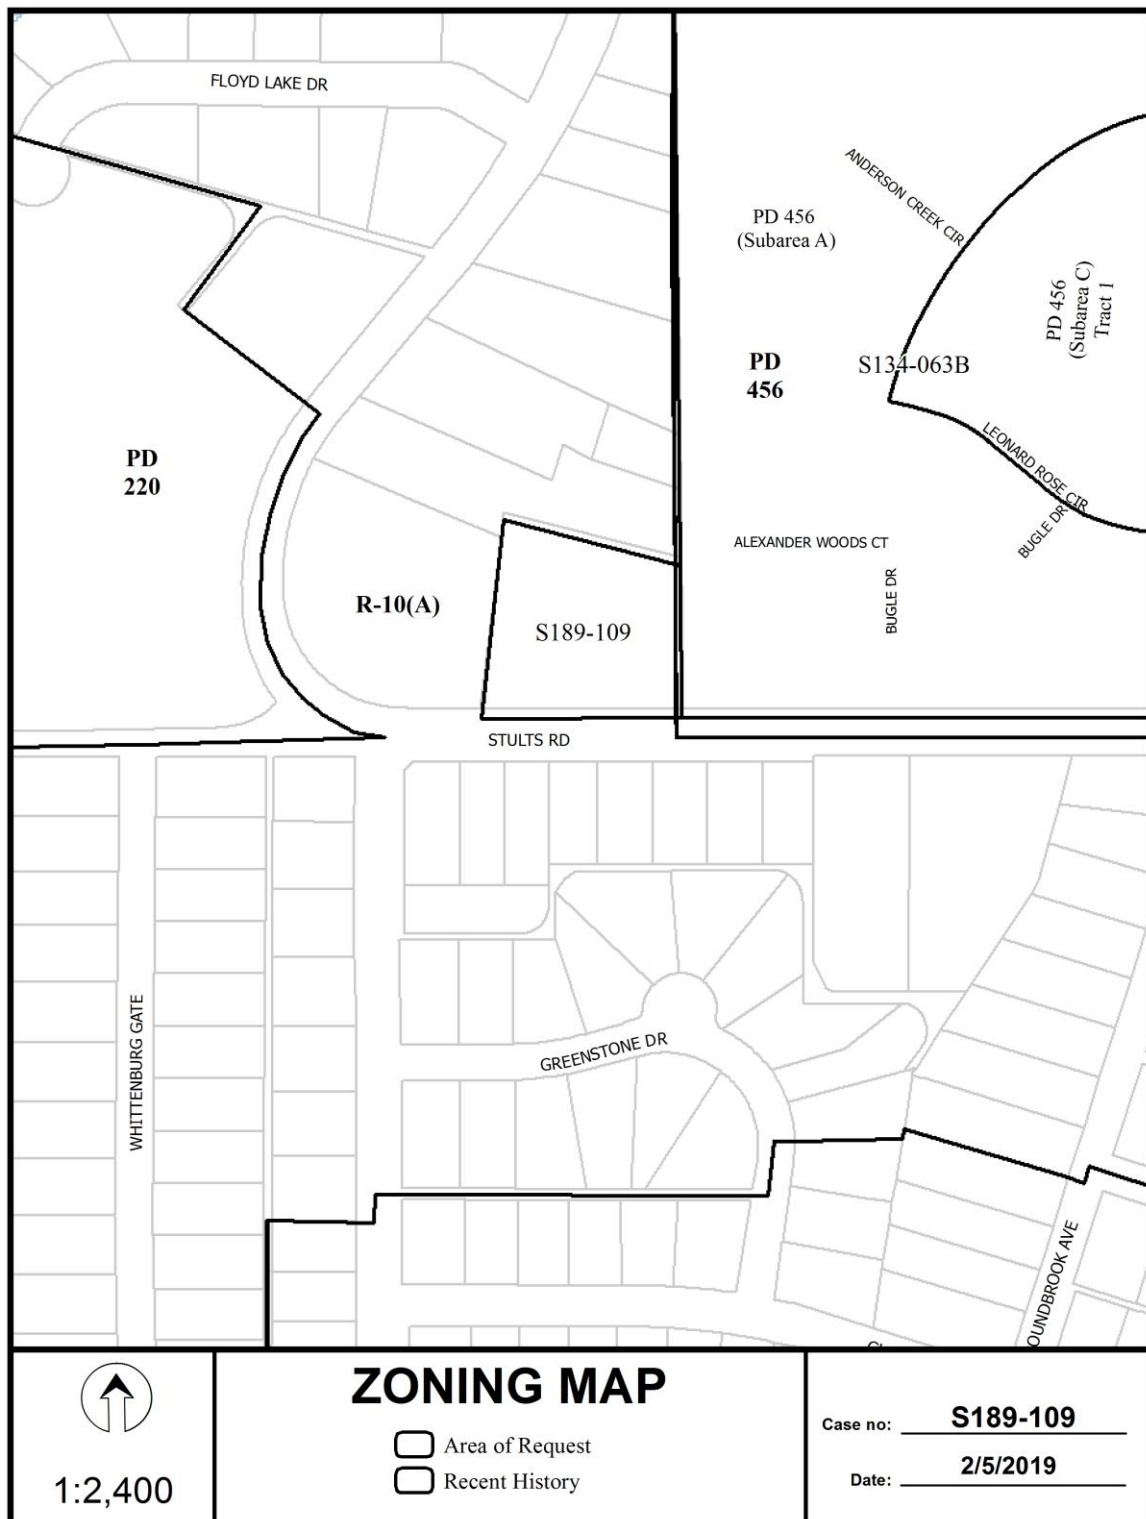 FLOYD LAKE DR
ANDERSON CREEK CIR
PD 456
(Subarea A)
PD 456
(Subarea C)
Tract 1
PD
456
S134-063B
LEONARD ROSE CIR
BUGLE DR
PD
220
ALEXANDER WOODS CT
BUGLE DR
R-10(A)
S189-109
STULTS RD
WHITTENBURG GATE
GREENSTONE DR
OUNDBROOK AVE
1:2,400
ZONING MAP
Area of Request
Recent History
Case no: S189-109
Date: 2/5/2019